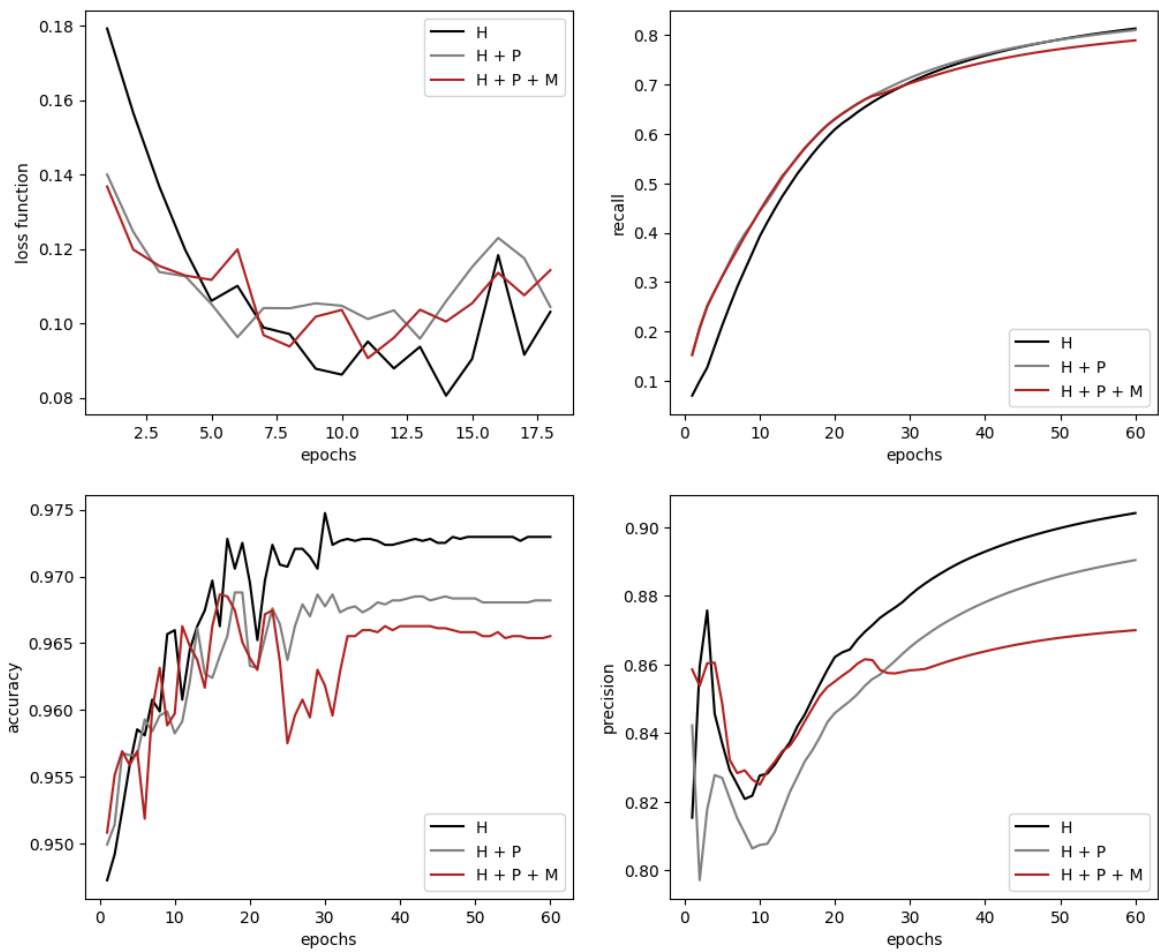 loss function
0.18
0.16
0.14
0.12
0.10
0.08
H
H + P
H + P + M
2.5 5.0 7.5 10.0 12.5 15.0 17.5
epochs
recall
0.8
0.7
0.6
0.5
0.4
0.3
0.2
0.1
H
H + P
H + P + M
0 10 20 30 40 50 60
epochs
accuracy
0.975
0.970
0.965
0.960
0.955
0.950
H
H + P
H + P + M
0 10 20 30 40 50 60
epochs
precision
0.90
0.88
0.86
0.84
0.82
0.80
H
H + P
H + P + M
0 10 20 30 40 50 60
epochs